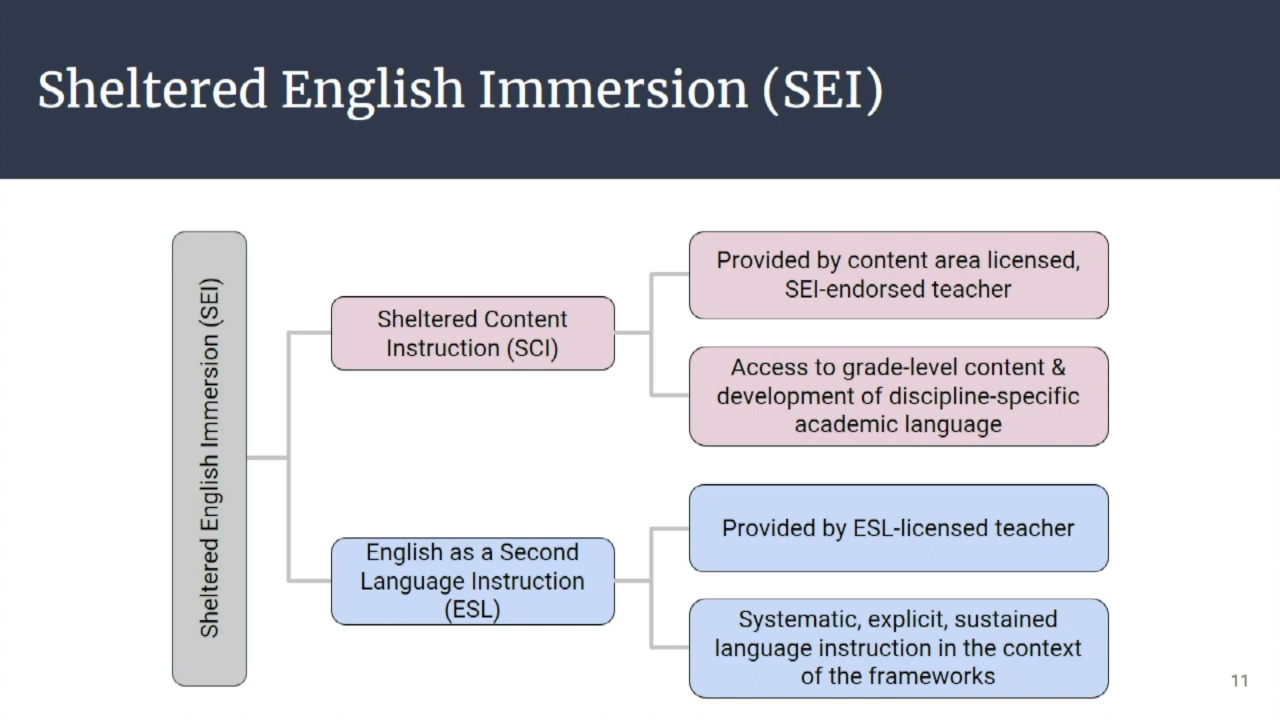 Sheltered English Immersion (SEI)
Sheltered English Immersion (SEI)
Sheltered Content
Instruction (SCI)
Provided by content area licensed,
SEI-endorsed teacher
Access to grade-level content &
development of discipline-specific
academic language
English as a Second
Language Instruction
(ESL)
Provided by ESL-licensed teacher
Systematic, explicit, sustained
language instruction in the context
of the frameworks
11